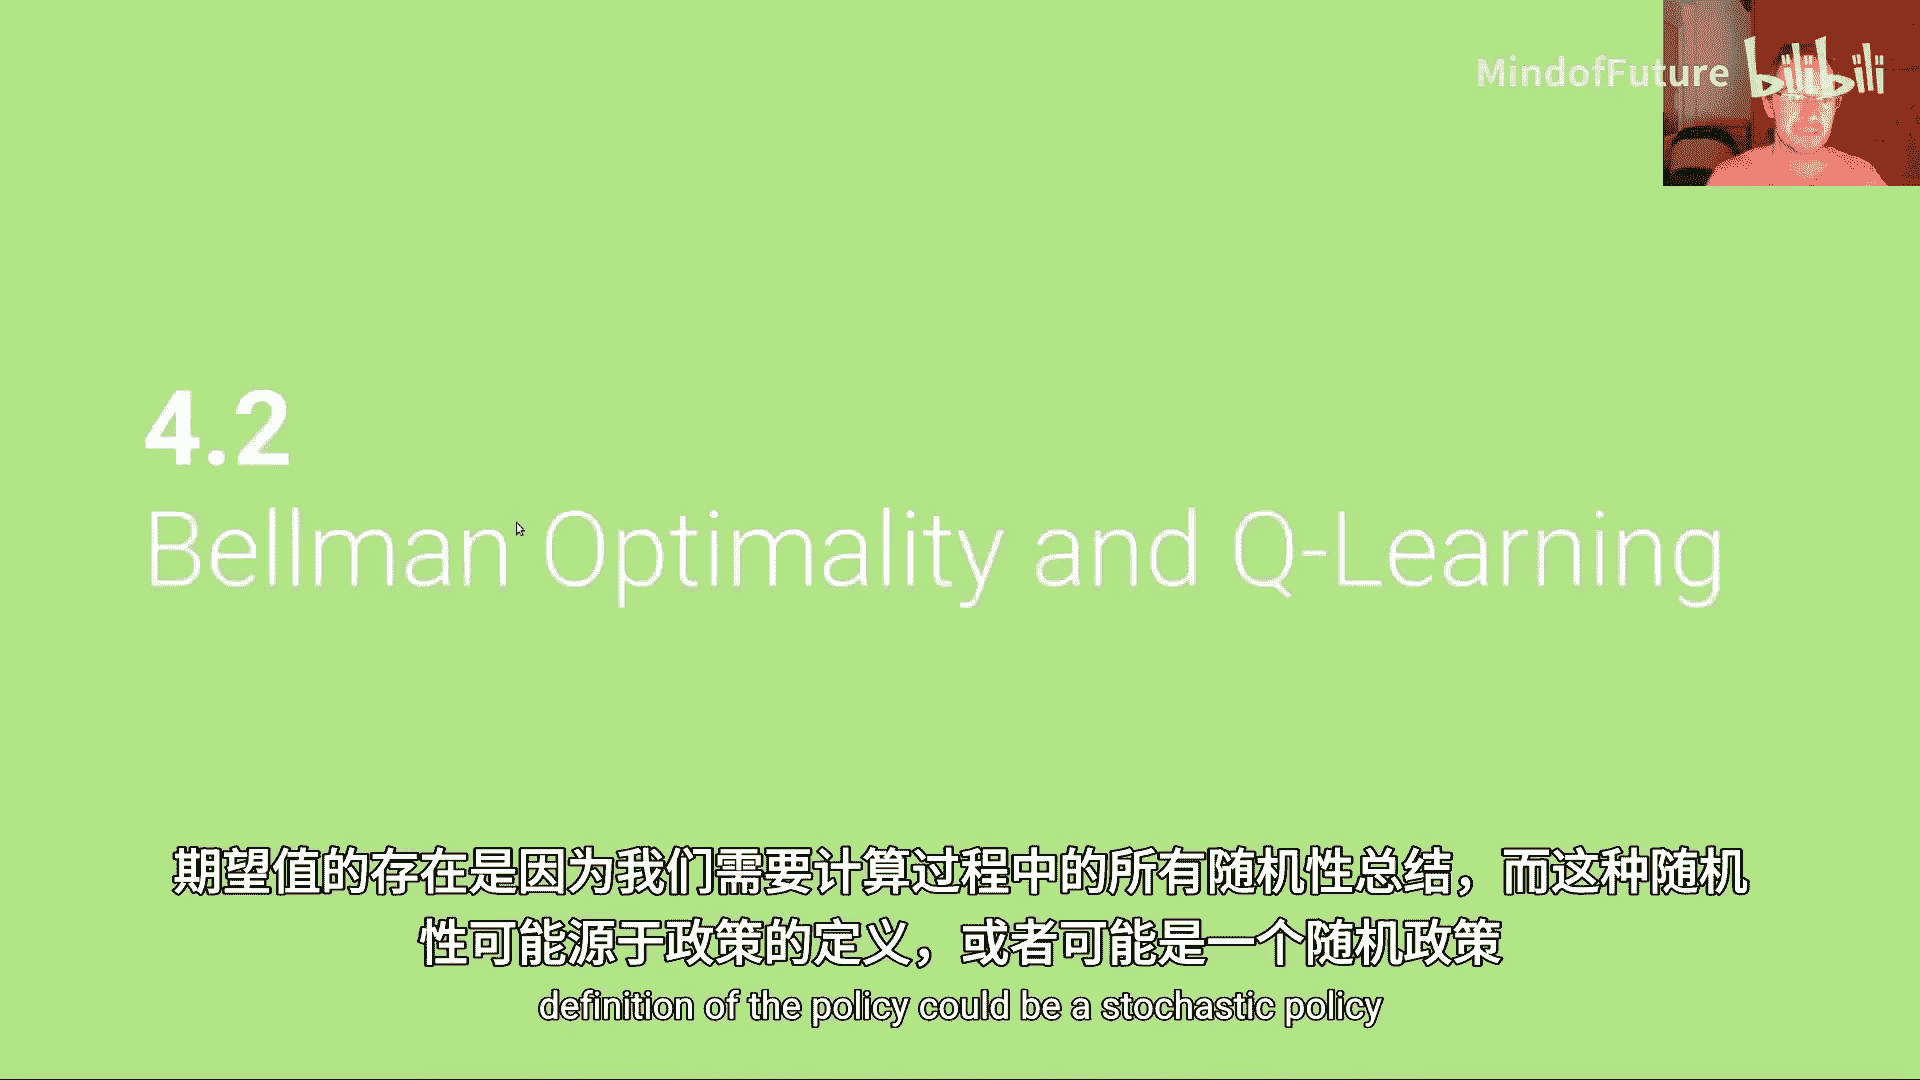 MindofFuture bilibili
4.2
Bellman Optimality and Q-Learning
期望值的存在是因为我们需要计算过程中的所有随机性总结，而这种随机
性可能源于政策的定义，或者可能是一个随机政策
definition of the policy could be a stochastic policy